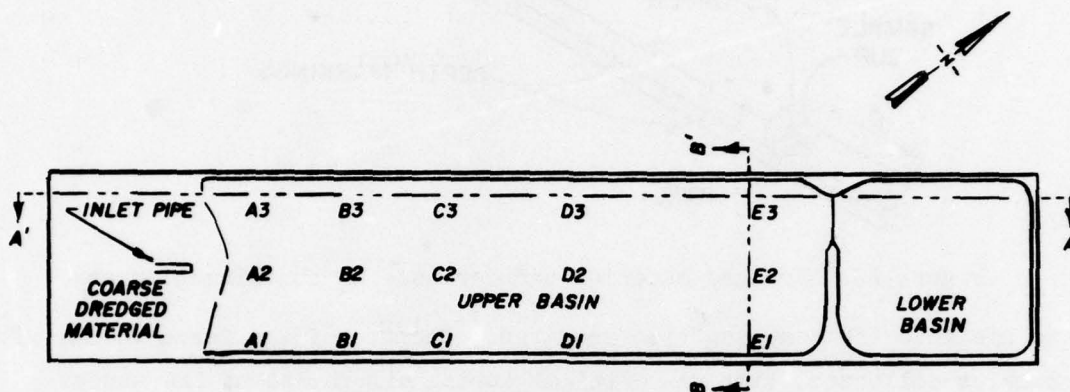 N
B'
INLET PIPE
A3 B3 C3 D3 E3
A' A
A2 B2 C2 D2 E2
COARSE
DREDGED
MATERIAL
UPPER BASIN
LOWER
BASIN
A1 B1 C1 D1 E1
B